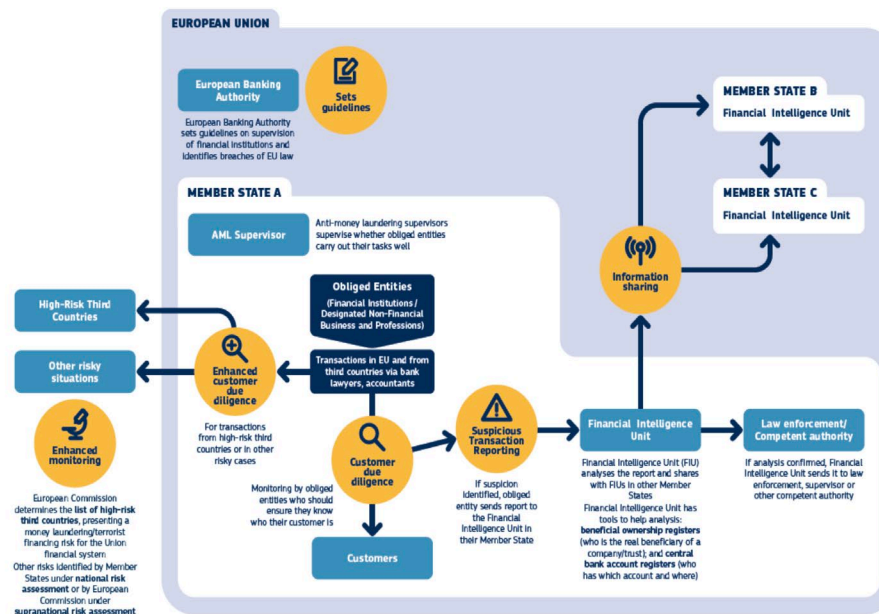 EUROPEAN UNION
European Banking
Authority
Sets
guidelines
European Banking Authority
sets guidelines on supervision
of financial institutions and
identifies breaches of EU law
MEMBER STATE B
Financial Intelligence Unit
MEMBER STATE C
Financial Intelligence Unit
Information
sharing
MEMBER STATE A
AML Supervisor
Anti-money laundering supervisors
supervise whether obliged entities
carry out their tasks well
Obliged Entities
(Financial Institutions /
Designated Non-Financial
Business and Professions)
Transactions in EU and from
third countries via bank
lawyers, accountants
High-Risk Third
Countries
Other risky
situations
Enhanced
customer
due
diligence
For transactions
from high-risk third
countries or in other
risky cases
Enhanced
monitoring
European Commission
determines the list of high-risk
third countries, presenting a
money laundering/terrorist
financing risk for the Union
financial system
Other risks identified by Member
States under national risk
assessment or by European
Commission under
supranational risk assessment
Customer
due
diligence
Monitoring by obliged
entities who should
ensure they know
who their customer is
Customers
Suspicious
Transaction
Reporting
If suspicion
identified, obliged
entity sends report to
the Financial
Intelligence Unit in
their Member State
Financial Intelligence
Unit
Financial Intelligence Unit (FIU)
analyses the report and shares
with FIUs in other Member
States
Financial Intelligence Unit has
tools to help analysis:
beneficial ownership registers
(who is the real beneficiary of a
company/trust); and central
bank account registers (who
has which account and where)
Law enforcement/
Competent authority
If analysis confirmed, Financial
Intelligence Unit sends it to law
enforcement, supervisor or
other competent authority